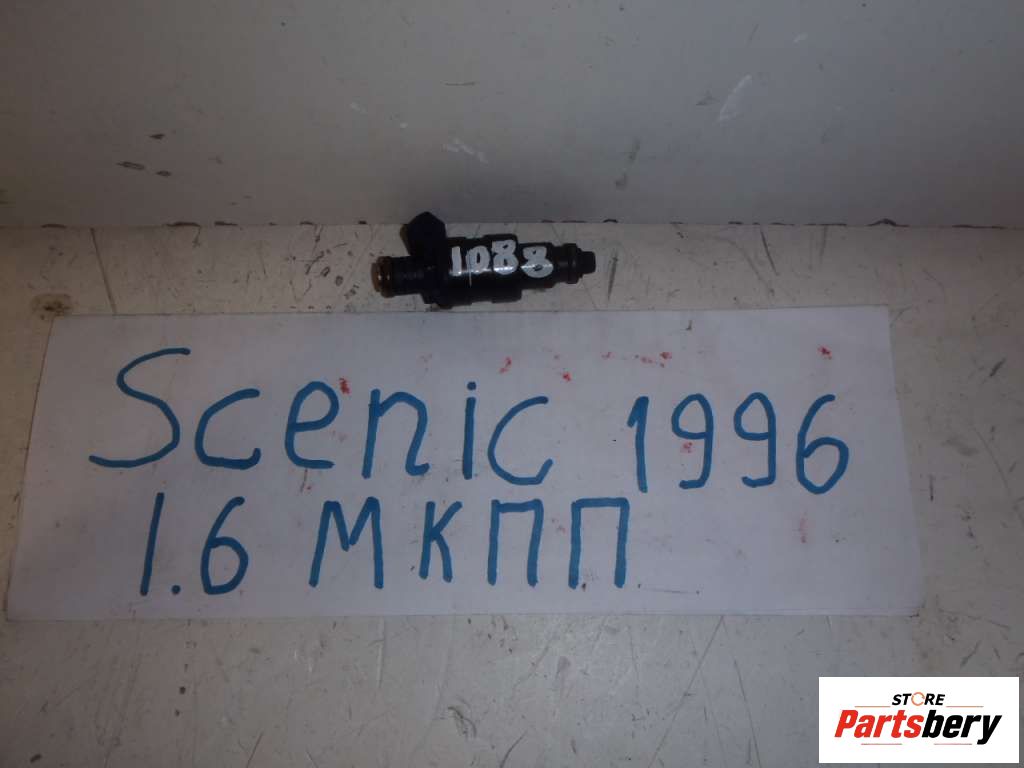 1088
Scenic 1996
1.6 МКПП
STORE
Partsbery